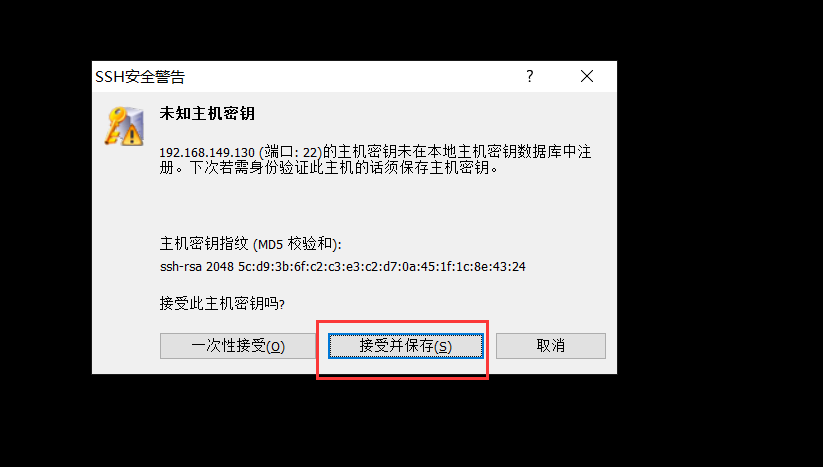 SSH安全警告
未知主机密钥
192.168.149.130 (端口: 22)的主机密钥未在本地主机密钥数据库中注
册。下次若需身份验证此主机的话须保存主机密钥。
主机密钥指纹 (MD5 校验和):
ssh-rsa 2048 5c:d9:3b:6f:c2:c3:e3:c2:d7:0a:45:1f:1c:8e:43:24
接受此主机密钥吗?
一次性接受(O) 接受并保存(S) 取消